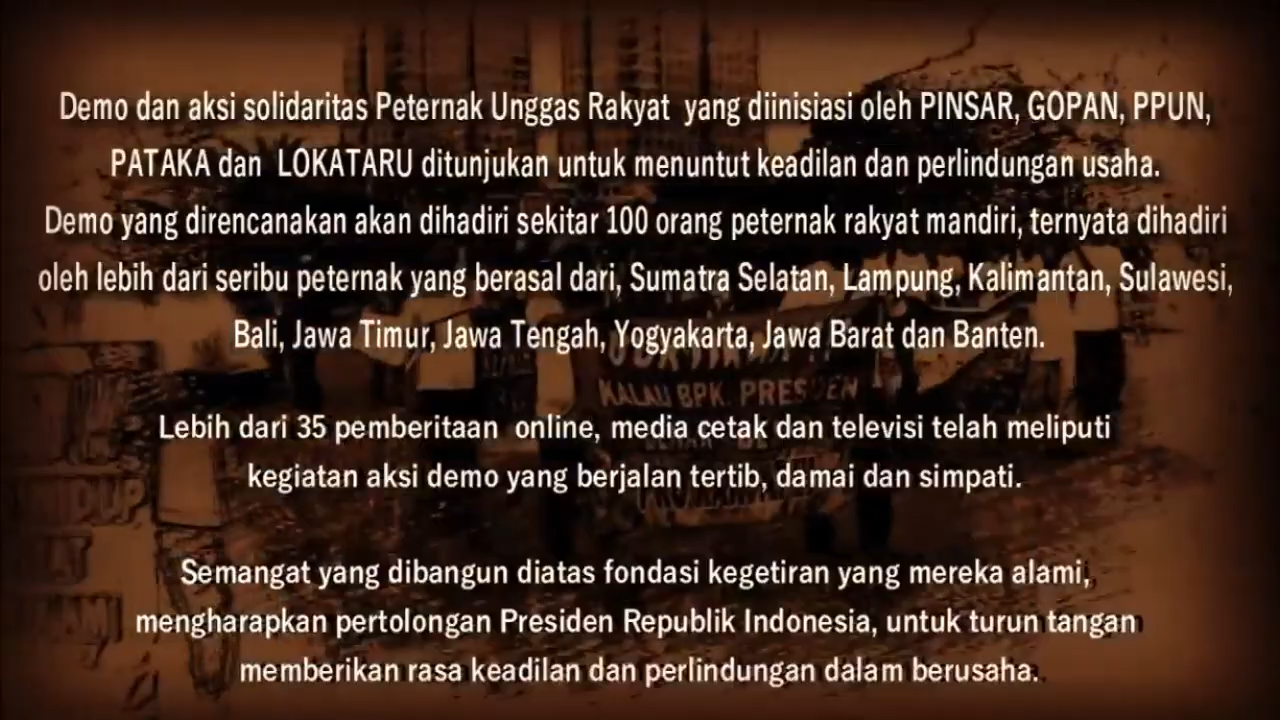 Demo dan aksi solidaritas Peternak Unggas Rakyat yang diinisiasi oleh PINSAR, GOPAN, PPUN,
PATAKA dan LOKATARU ditunjukan untuk menuntut keadilan dan perlindungan usaha.
Demo yang direncanakan akan dihadiri sekitar 100 orang peternak rakyat mandiri, ternyata dihadiri
oleh lebih dari seribu peternak yang berasal dari, Sumatra Selatan, Lampung, Kalimantan, Sulawesi,
Bali, Jawa Timur, Jawa Tengah, Yogyakarta, Jawa Barat dan Banten.
KALAU BPK. PRESIDEN
Lebih dari 35 pemberitaan online, media cetak dan televisi telah meliputi
kegiatan aksi demo yang berjalan tertib, damai dan simpati.
Semangat yang dibangun diatas fondasi kegetiran yang mereka alami,
mengharapkan pertolongan Presiden Republik Indonesia, untuk turun tangan
memberikan rasa keadilan dan perlindungan dalam berusaha.